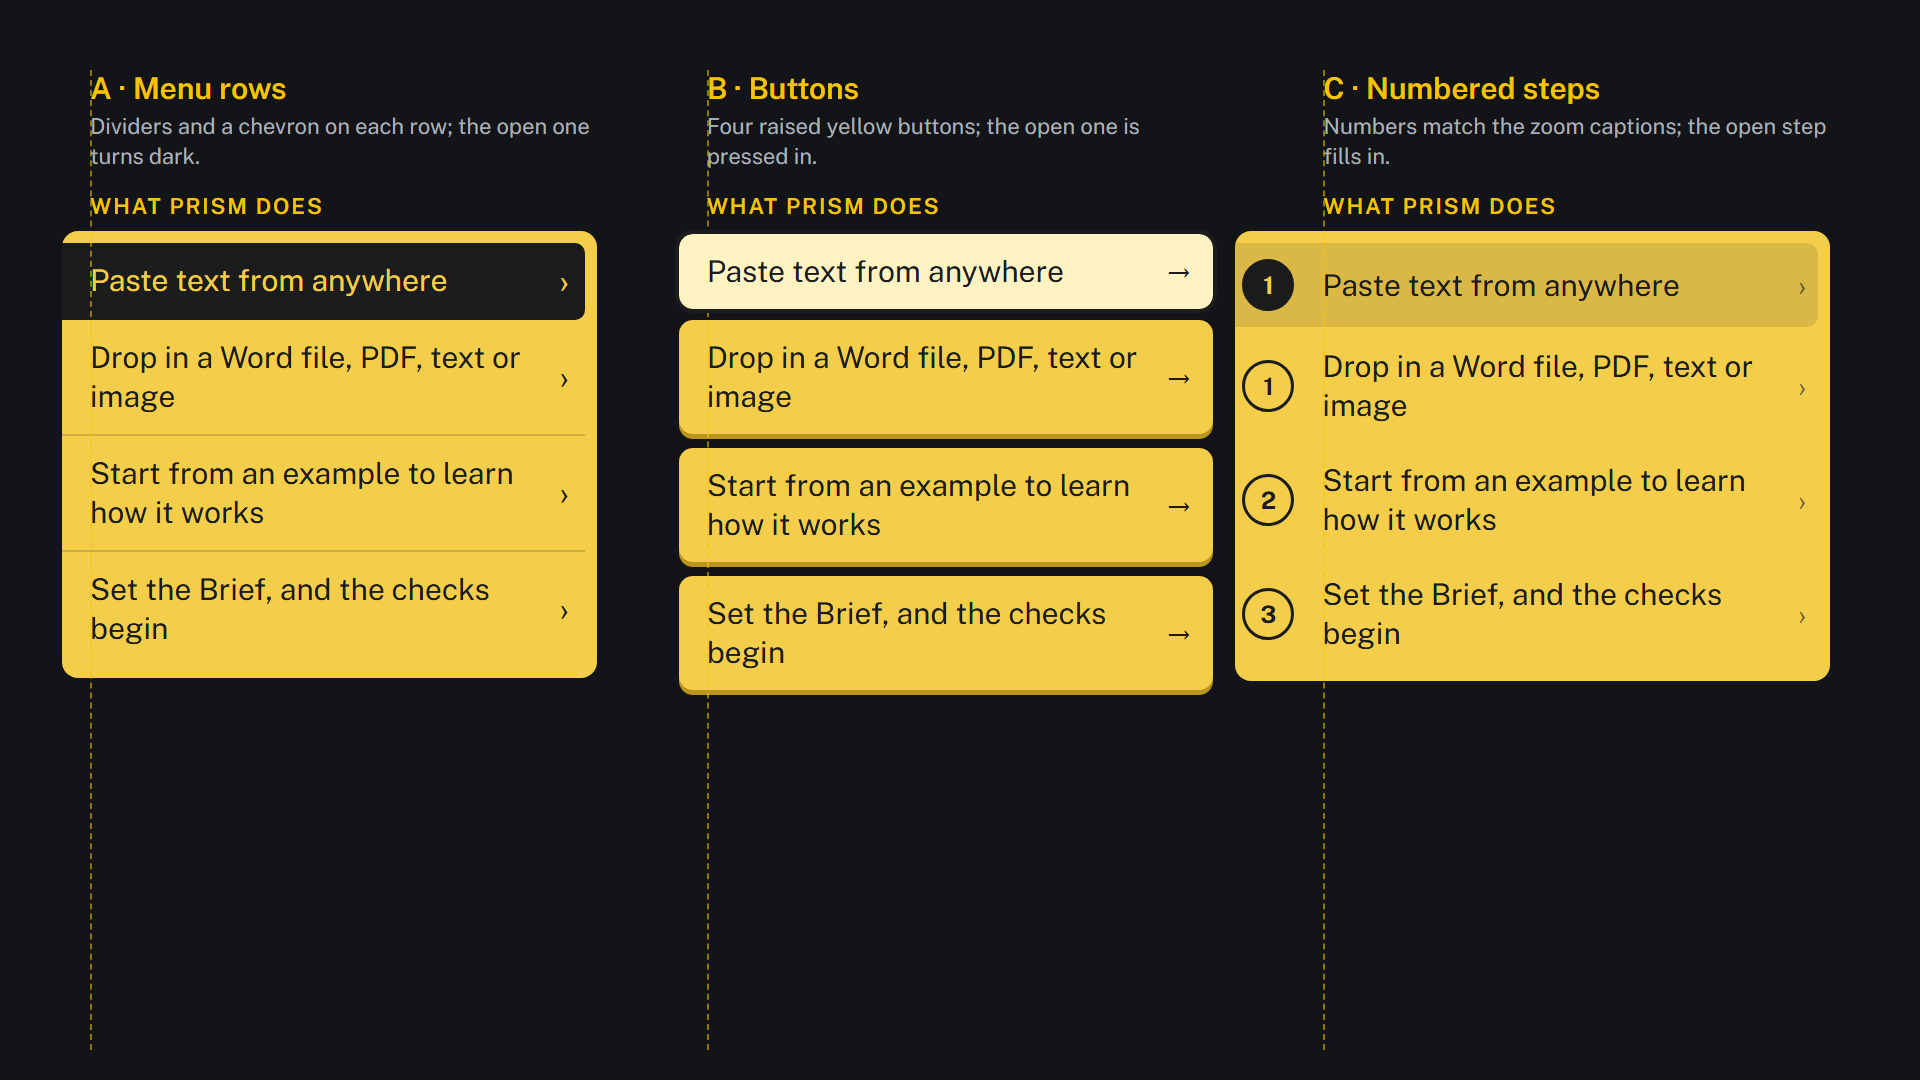 A · Menu rows
Dividers and a chevron on each row; the open one
turns dark.
WHAT PRISM DOES
Paste text from anywhere ›
Drop in a Word file, PDF, text or
image ›
Start from an example to learn
how it works ›
Set the Brief, and the checks
begin ›
B · Buttons
Four raised yellow buttons; the open one is
pressed in.
WHAT PRISM DOES
Paste text from anywhere →
Drop in a Word file, PDF, text or
image →
Start from an example to learn
how it works →
Set the Brief, and the checks
begin →
C · Numbered steps
Numbers match the zoom captions; the open step
fills in.
WHAT PRISM DOES
1 Paste text from anywhere ›
1 Drop in a Word file, PDF, text or
image ›
2 Start from an example to learn
how it works ›
3 Set the Brief, and the checks
begin ›